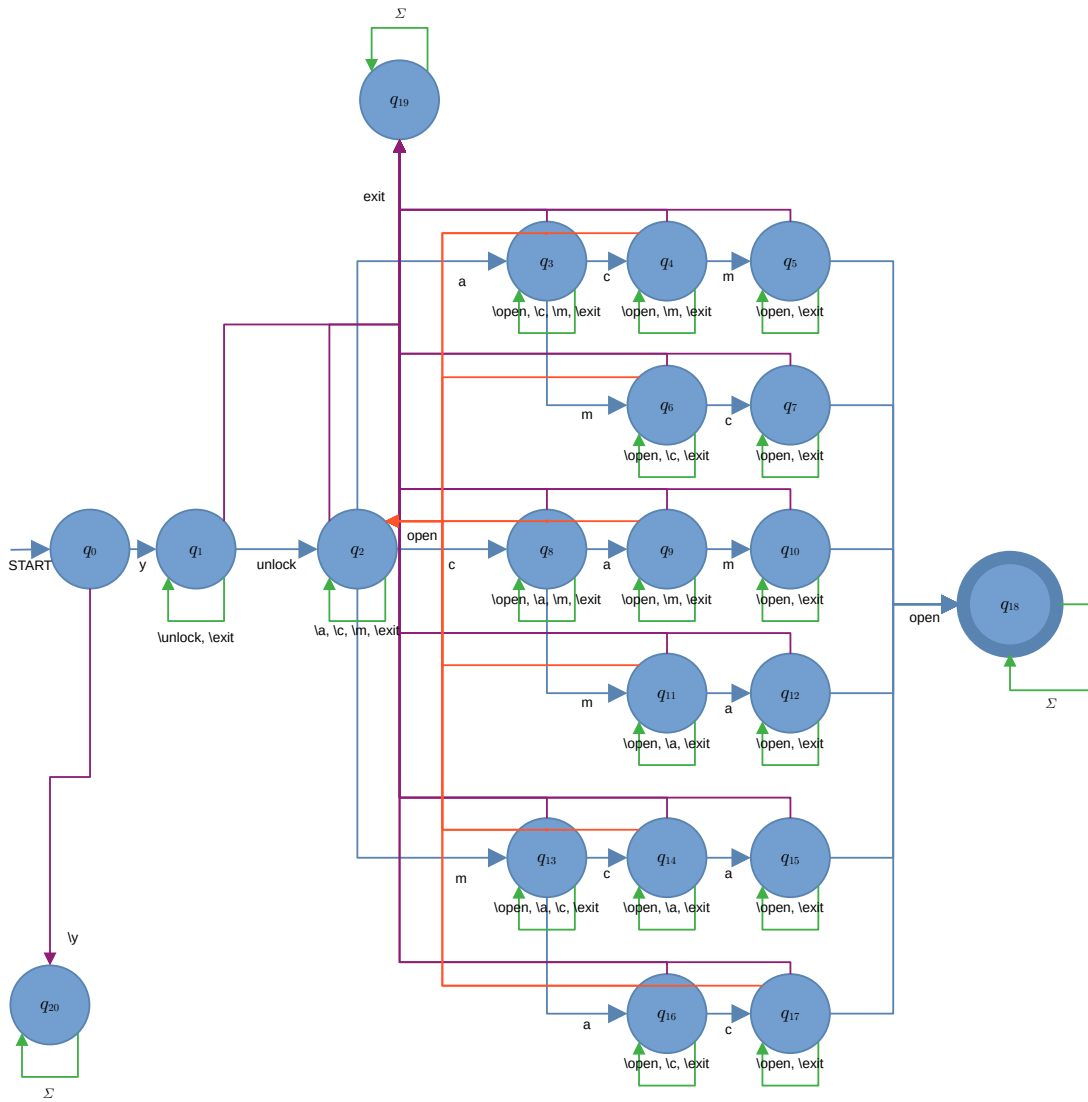 Σ
q19
exit
q3
q4
q5
a
c
m
\open, \c, \m, \exit
\open, \m, \exit
\open, \exit
q6
q7
m
c
\open, \c, \exit
\open, \exit
q0
q1
q2
q8
q9
q10
open
START
y
unlock
c
a
m
\open, \a, \m, \exit
\open, \m, \exit
\open, \exit
\unlock, \exit
\a, \c, \m, \exit
q18
open
q11
q12
m
a
Σ
\open, \a, \exit
\open, \exit
q13
q14
q15
m
c
a
\open, \a, \c, \exit
\open, \a, \exit
\open, \exit
\y
q20
q16
q17
a
c
\open, \c, \exit
\open, \exit
Σ